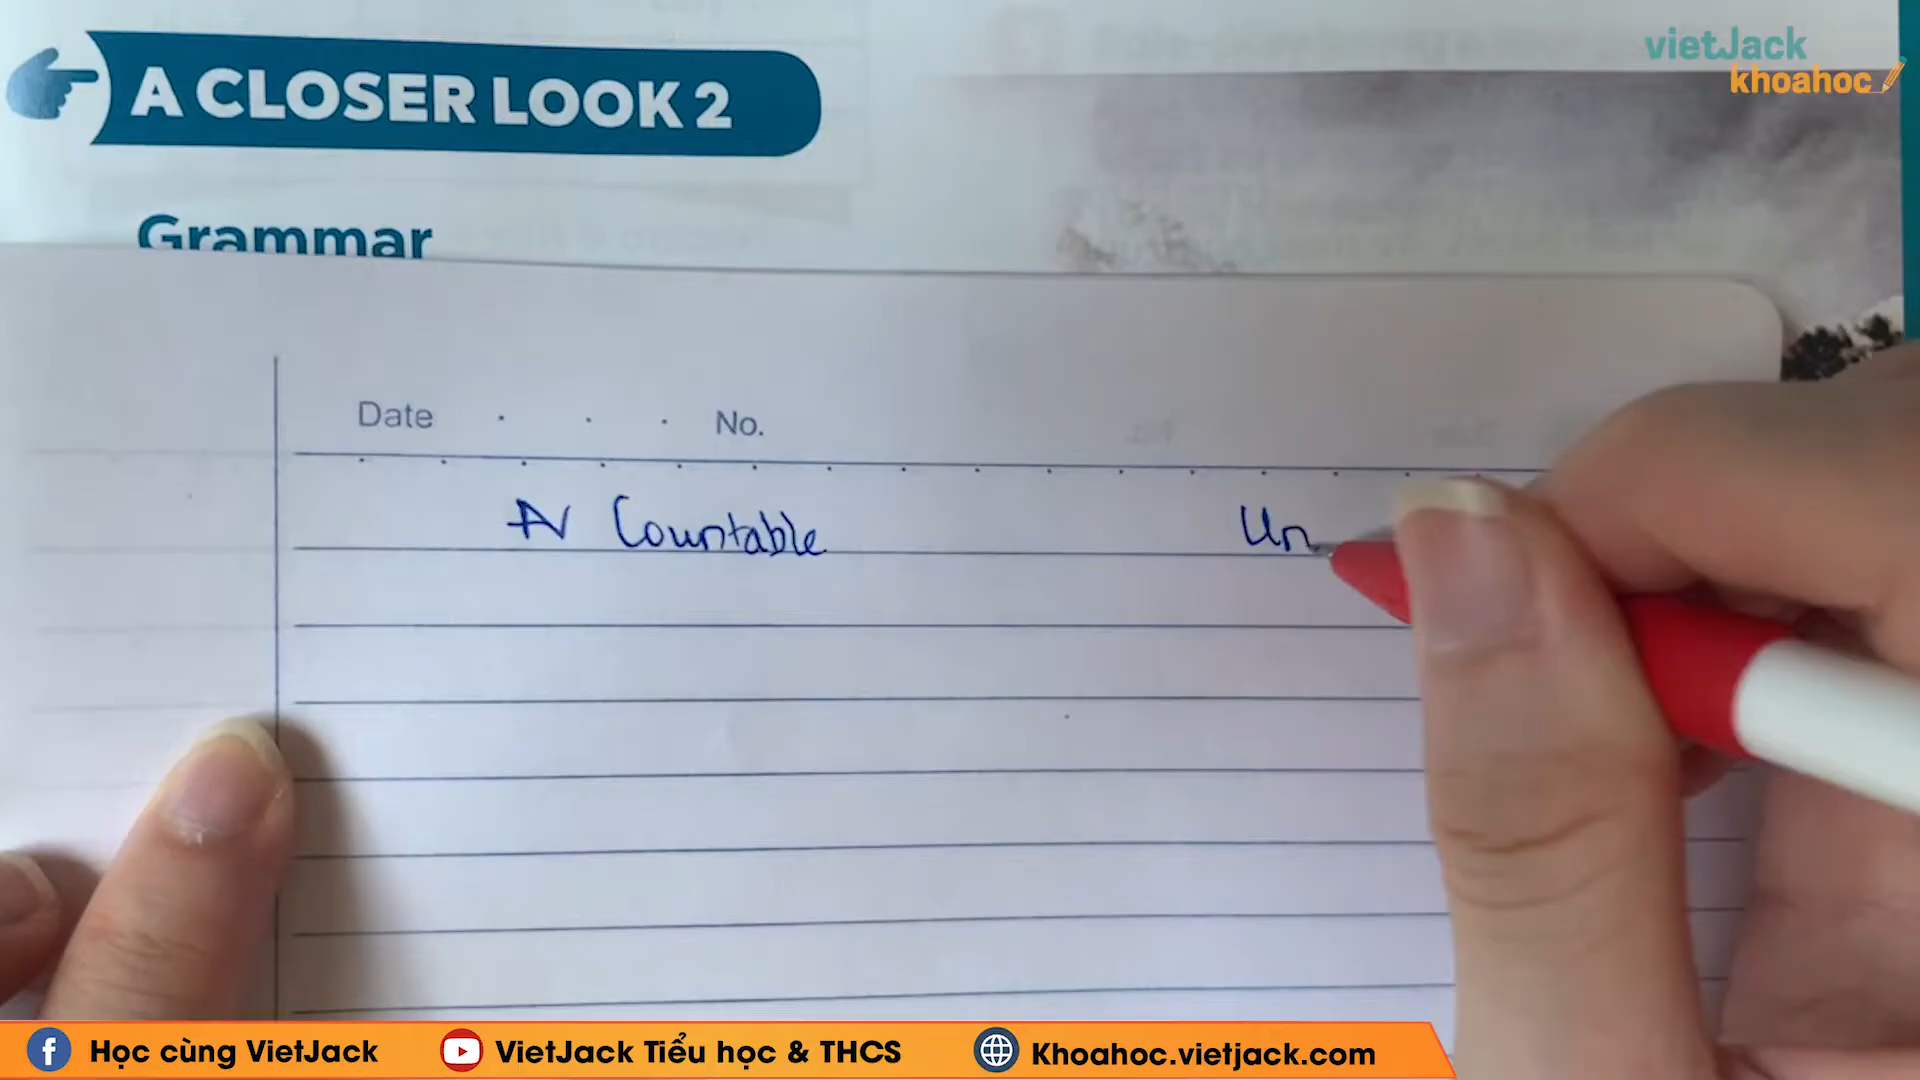 A CLOSER LOOK 2
vietJack
khoahoc
Grammar
Date No.
N Countable Un
Học cùng VietJack VietJack Tiểu học & THCS Khoahoc.vietjack.com